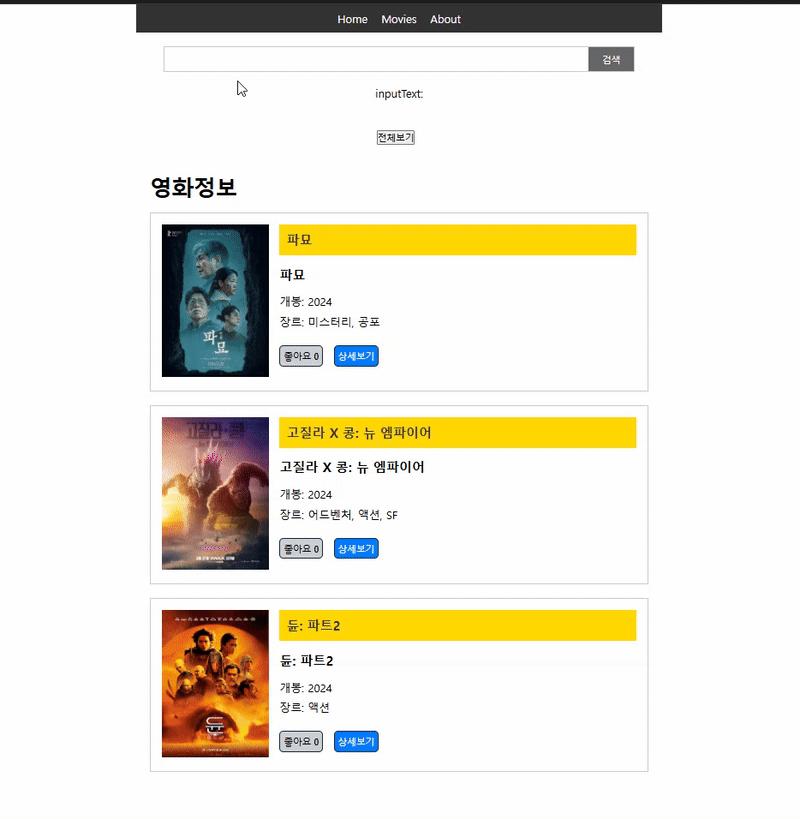 Home Movies About
검색
inputText:
전체보기
영화정보
파묘
파묘
파묘
개봉: 2024
장르: 미스터리, 공포
좋아요 0 상세보기
고질라 X 콩: 뉴 엠파이어
고질라 X 콩: 뉴 엠파이어
개봉: 2024
장르: 어드벤처, 액션, SF
좋아요 0 상세보기
듄: 파트2
듄: 파트2
듄
개봉: 2024
장르: 액션
좋아요 0 상세보기